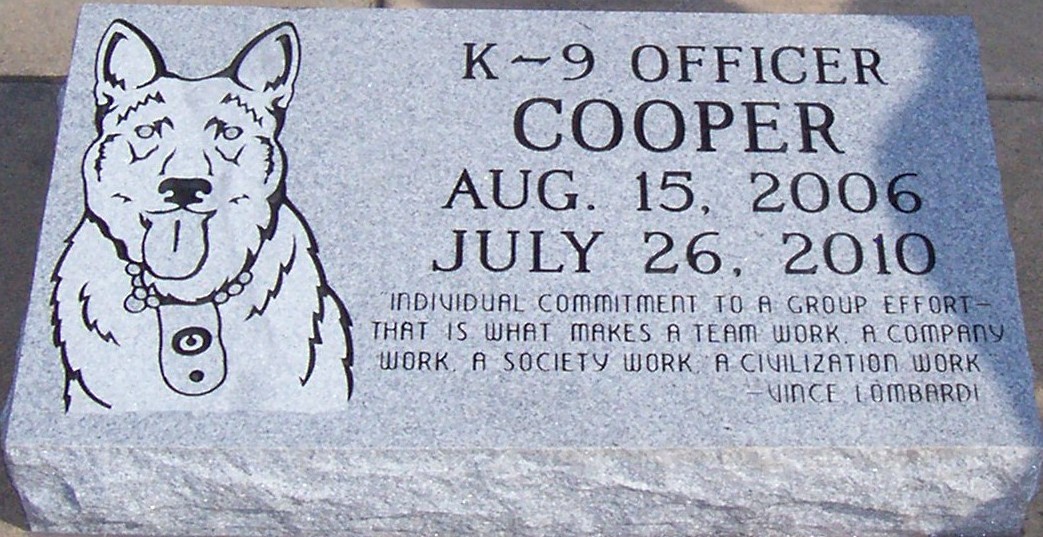 K~9 OFFICER
COOPER
AUG. 15, 2006
JULY 26, 2010
"INDIVIDUAL COMMITMENT TO A GROUP EFFORT—
THAT IS WHAT MAKES A TEAM WORK, A COMPANY
WORK, A SOCIETY WORK, A CIVILIZATION WORK"
—VINCE LOMBARDI